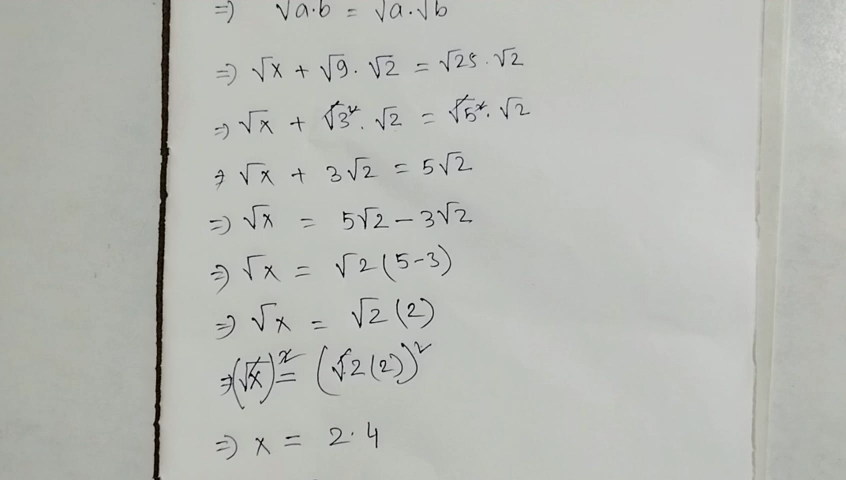 ⇒ √a·b = √a·√b
⇒ √x + √9·√2 = √25·√2
⇒ √x + √3²·√2 = √5²·√2
⇒ √x + 3√2 = 5√2
⇒ √x = 5√2 - 3√2
⇒ √x = √2(5-3)
⇒ √x = √2(2)
⇒ (√x)² = (√2(2))²
⇒ x = 2·4